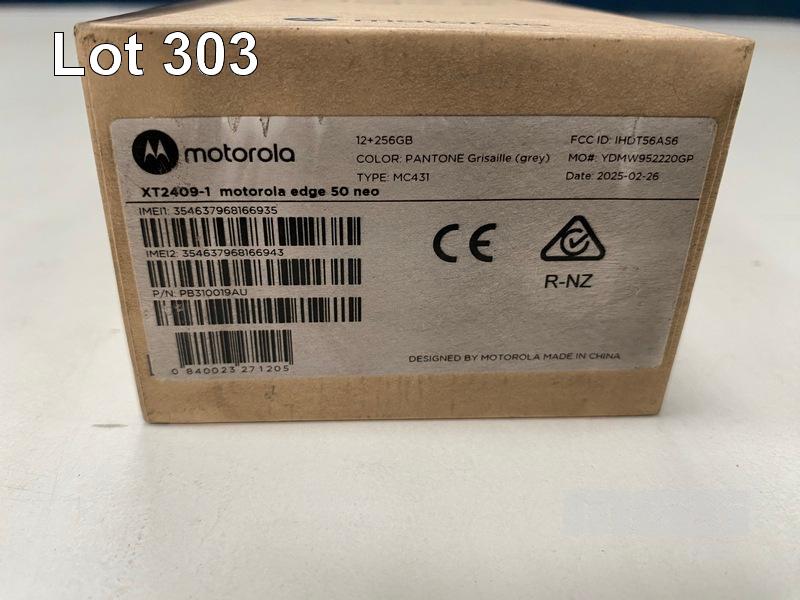 Lot 303
motorola
motorola
12+256GB
COLOR: PANTONE Grisaille (grey)
TYPE: MC431
FCC ID: IHDT56AS6
MO#: YDMW952220GP
Date: 2025-02-26
XT2409-1 motorola edge 50 neo
IMEI1: 354637968166935
IMEI2: 354637968166943
P/N: PB310019AU
0 840023 271205
CE
R-NZ
DESIGNED BY MOTOROLA MADE IN CHINA